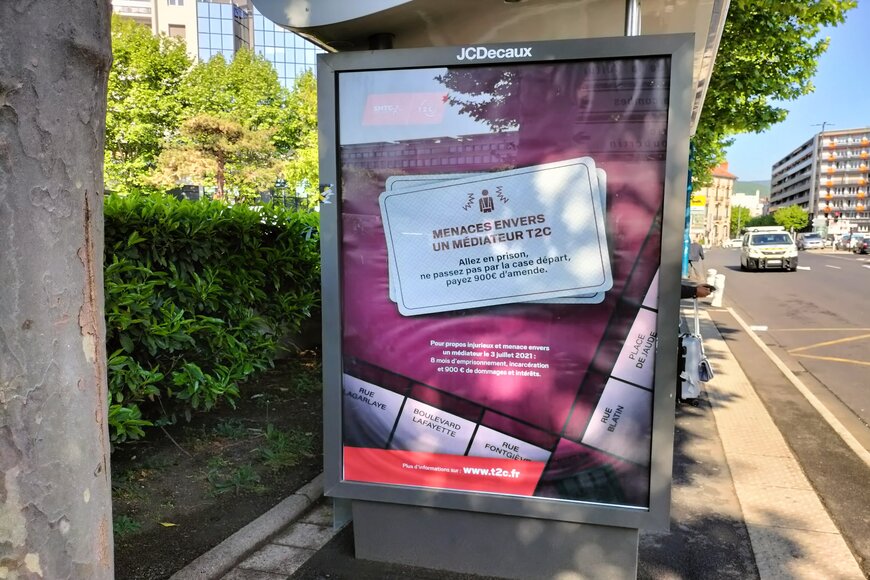 JCDecaux
SMTC
T2C
MENACES ENVERS
UN MÉDIATEUR T2C
Allez en prison,
ne passez pas par la case départ,
payez 900€ d'amende.
Pour propos injurieux et menace envers
un médiateur le 3 juillet 2021 :
8 mois d'emprisonnement, incarcération
et 900 € de dommages et intérêts.
PLACE
DE JAUDE
RUE
BLATIN
RUE
LAGARLAYE
BOULEVARD
LAFAYETTE
RUE
FONTGIÈVE
Plus d'informations sur : www.t2c.fr